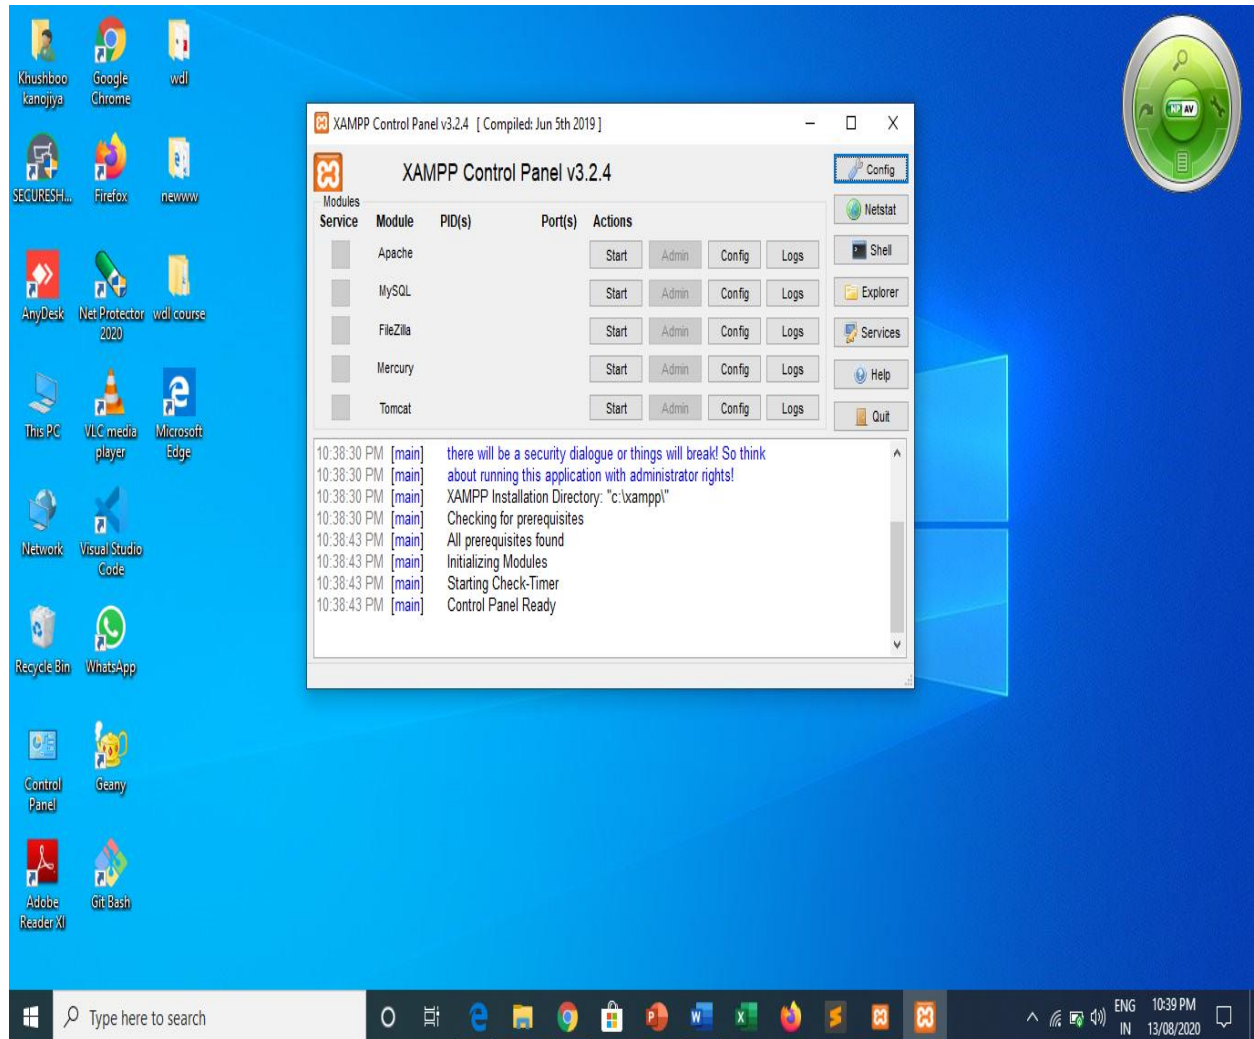 Khushboo
kanojiya
Google
Chrome
wdl
SECURESH...
Firefox
newww
AnyDesk
Net Protector
2020
wdl course
This PC
VLC media
player
Microsoft
Edge
Network
Visual Studio
Code
Recycle Bin
WhatsApp
Control
Panel
Geany
Adobe
Reader XI
Git Bash
NP AV
XAMPP Control Panel v3.2.4 [ Compiled: Jun 5th 2019 ]
XAMPP Control Panel v3.2.4
Config
Modules
Netstat
Service Module PID(s) Port(s) Actions
Apache Start Admin Config Logs
Shell
MySQL Start Admin Config Logs
Explorer
FileZilla Start Admin Config Logs
Services
Mercury Start Admin Config Logs
Help
Tomcat Start Admin Config Logs
Quit
10:38:30 PM [main] there will be a security dialogue or things will break! So think
10:38:30 PM [main] about running this application with administrator rights!
10:38:30 PM [main] XAMPP Installation Directory: "c:\xampp\"
10:38:30 PM [main] Checking for prerequisites
10:38:43 PM [main] All prerequisites found
10:38:43 PM [main] Initializing Modules
10:38:43 PM [main] Starting Check-Timer
10:38:43 PM [main] Control Panel Ready
Type here to search
ENG
IN
10:39 PM
13/08/2020